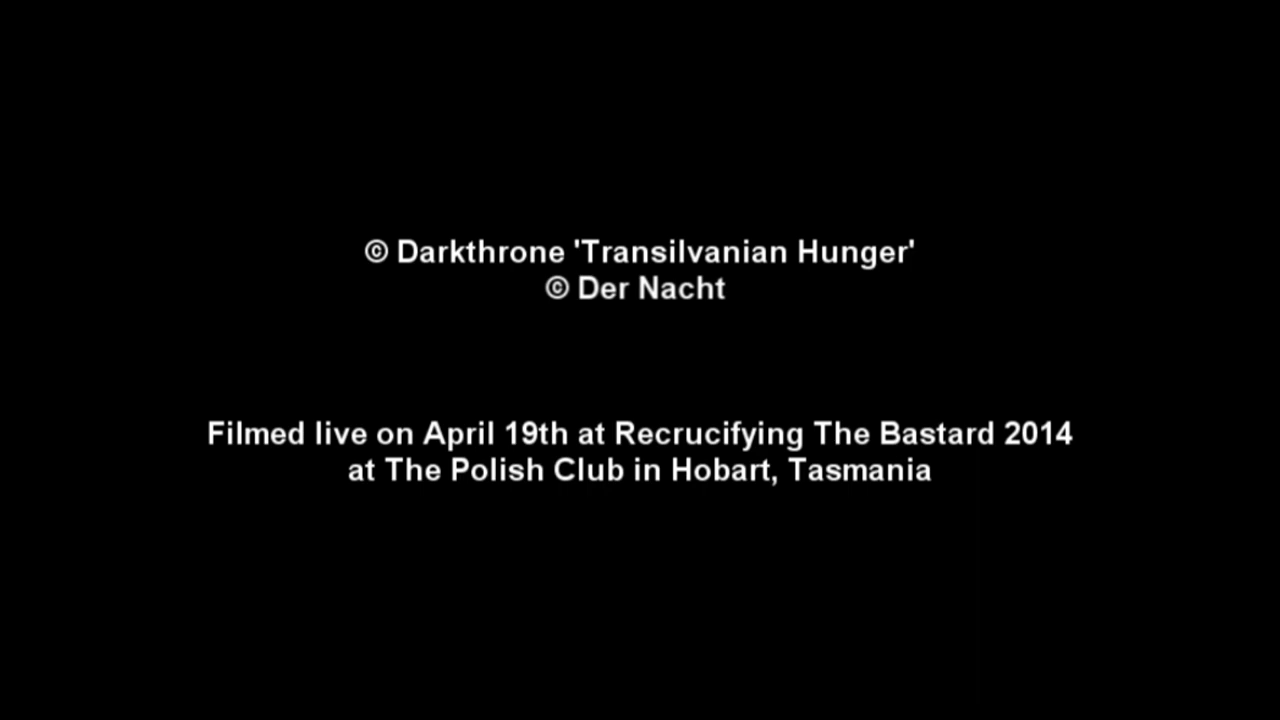 © Darkthrone 'Transilvanian Hunger'
© Der Nacht
Filmed live on April 19th at Recrucifying The Bastard 2014
at The Polish Club in Hobart, Tasmania